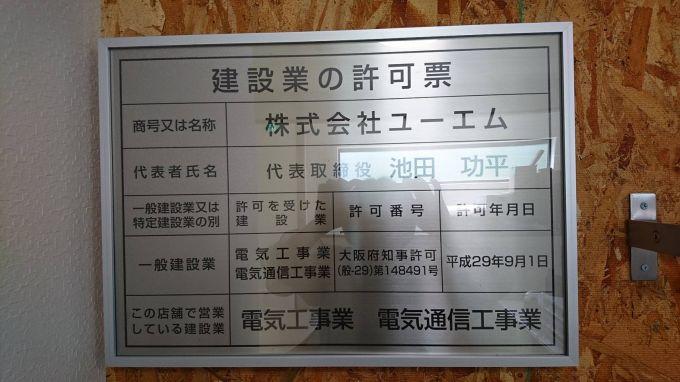 建設業の許可票
商号又は名称 株式会社ユーエム
代表者氏名 代表取締役 池田 功平
一般建設業又は
特定建設業の別
許可を受けた
建設業
許可番号
許可年月日
一般建設業
電気工事業
電気通信工事業
大阪府知事許可
(般-29)第148491号
平成29年9月1日
この店舗で営業
している建設業
電気工事業 電気通信工事業